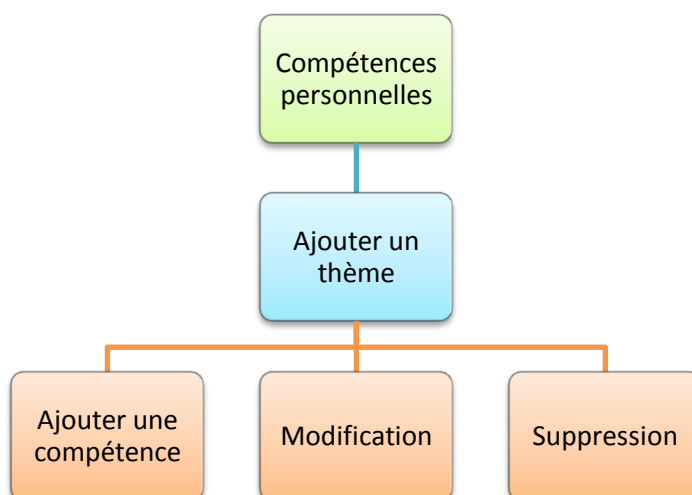 Compétences
personnelles
Ajouter un
thème
Ajouter une
compétence
Modification
Suppression